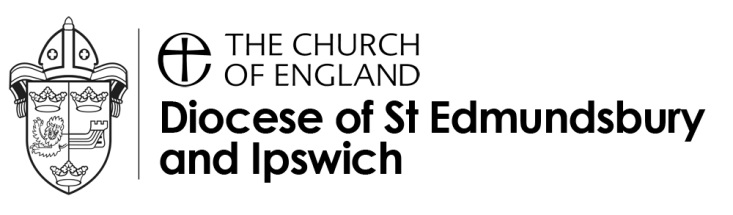 THE CHURCH
OF ENGLAND
Diocese of St Edmundsbury
and Ipswich